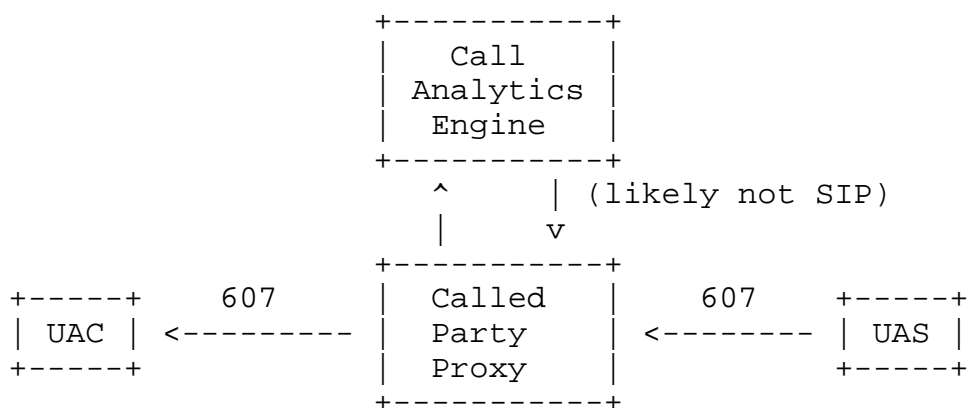 +-----------+
|   Call    |
| Analytics |
|  Engine   |
+-----------+
^     | (likely not SIP)
|     v
+-----------+
+-----+   607   |  Called   |   607   +-----+
| UAC | <--------- |  Party    | <-------- | UAS |
+-----+         |  Proxy    |         +-----+
+-----------+